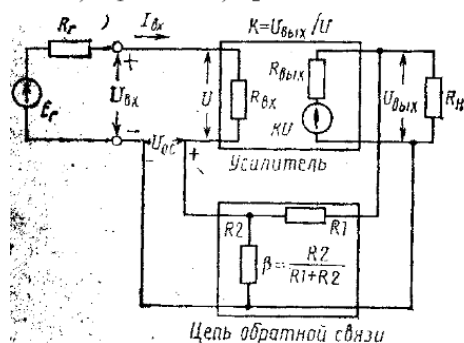 Rг
)
Iвх
K=Uвых/U
+
Eг
Uвх
U
Rвх
Rвых
KU
Uвых
Rн
−
−
Uос
+
Усилитель
R2
R1
β=R2/(R1+R2)
Цепь обратной связи